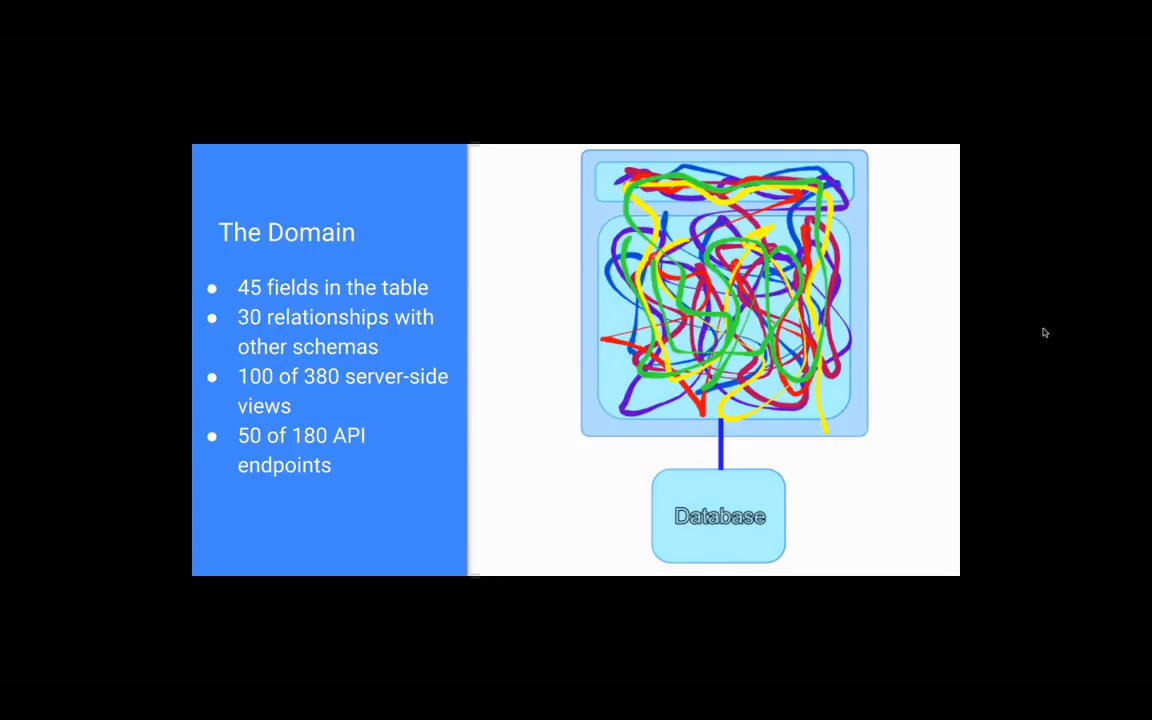 The Domain
● 45 fields in the table
● 30 relationships with
other schemas
● 100 of 380 server-side
views
● 50 of 180 API
endpoints
Database